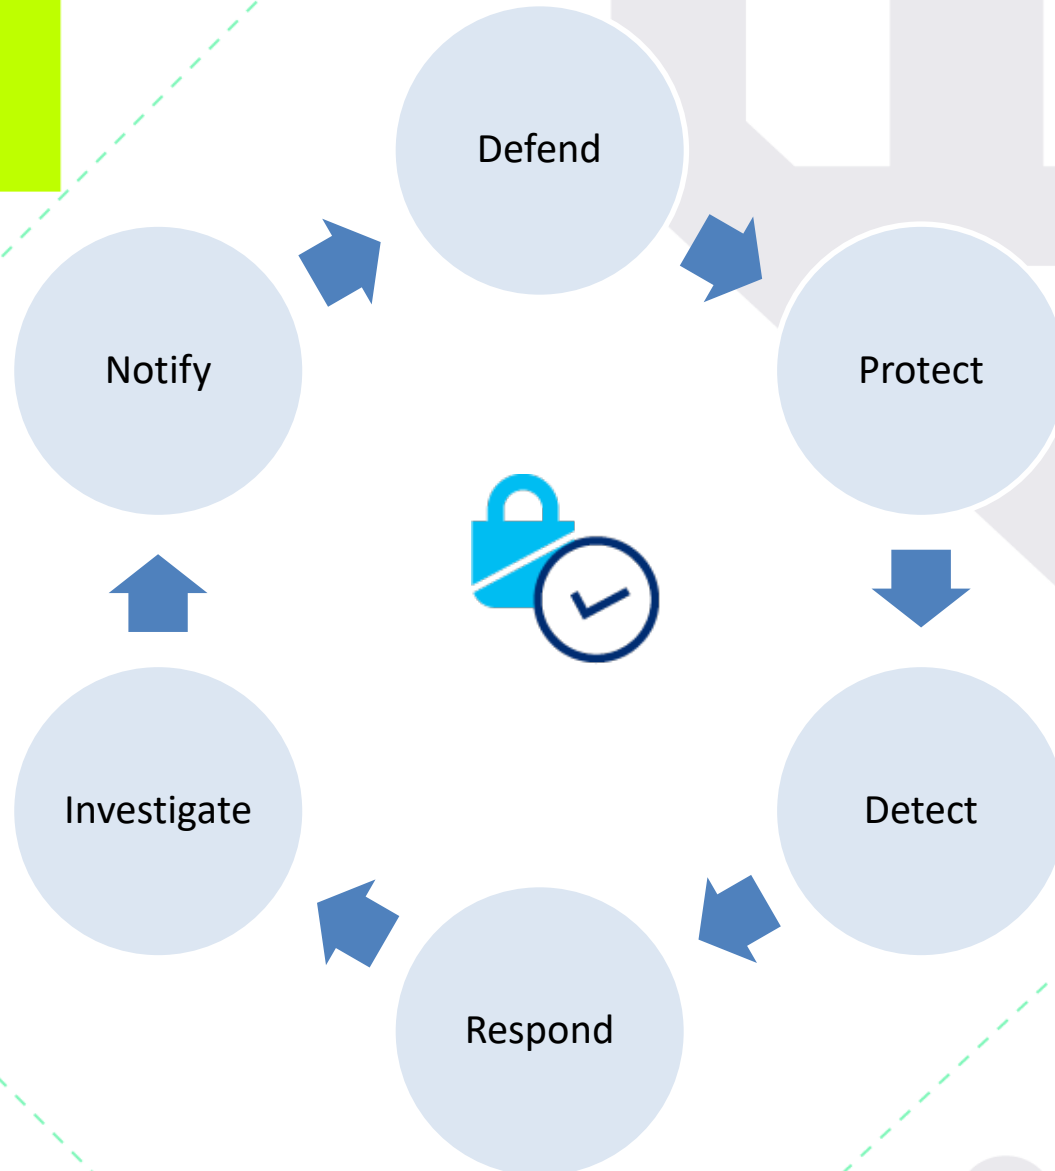 Defend
Protect
Detect
Respond
Investigate
Notify